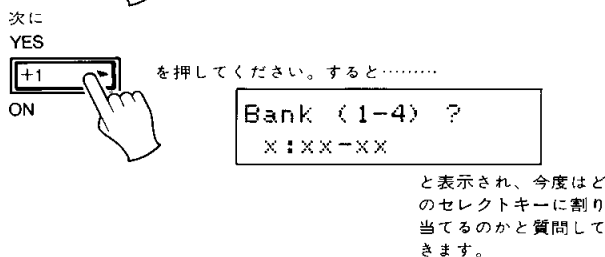 次に
YES
+1
ON
を押してください。すると………
Bank (1-4) ?
x:xx-xx
と表示され、今度はど
のセレクトキーに割り
当てるのかと質問して
きます。